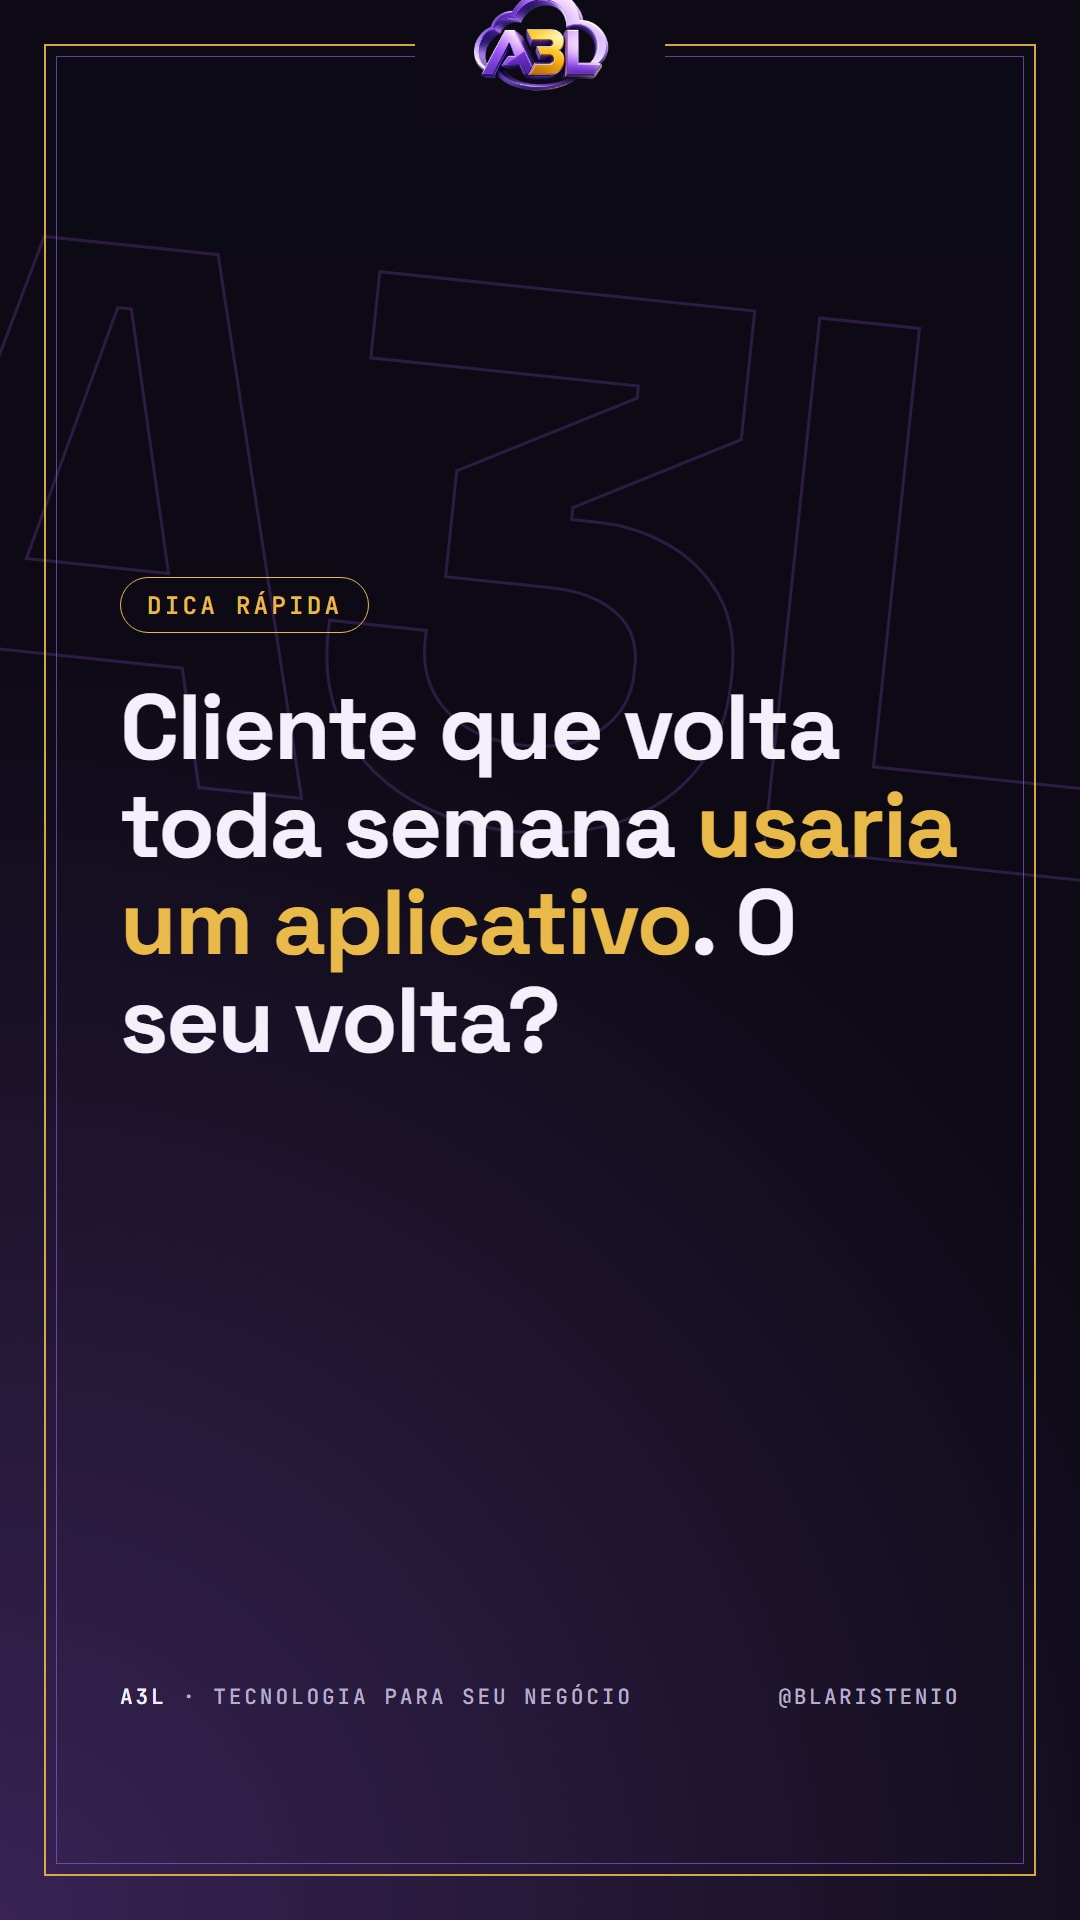 A3L
A3L
DICA RÁPIDA
Cliente que volta
toda semana usaria
um aplicativo. O
seu volta?
A3L · TECNOLOGIA PARA SEU NEGÓCIO
@BLARISTENIO